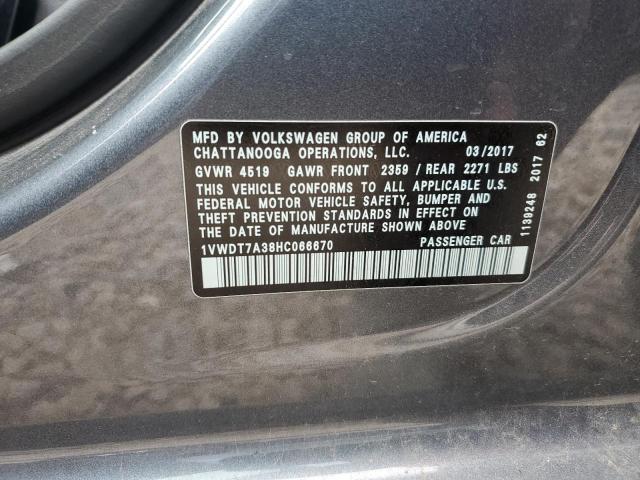 MFD BY VOLKSWAGEN GROUP OF AMERICA
CHATTANOOGA OPERATIONS, LLC. 03/2017
GVWR 4519 GAWR FRONT 2359 / REAR 2271 LBS
THIS VEHICLE CONFORMS TO ALL APPLICABLE U.S.
FEDERAL MOTOR VEHICLE SAFETY, BUMPER AND
THEFT PREVENTION STANDARDS IN EFFECT ON
THE DATE OF MANUFACTURE SHOWN ABOVE
1VWDT7A38HC066670 PASSENGER CAR
1139248 2017 62